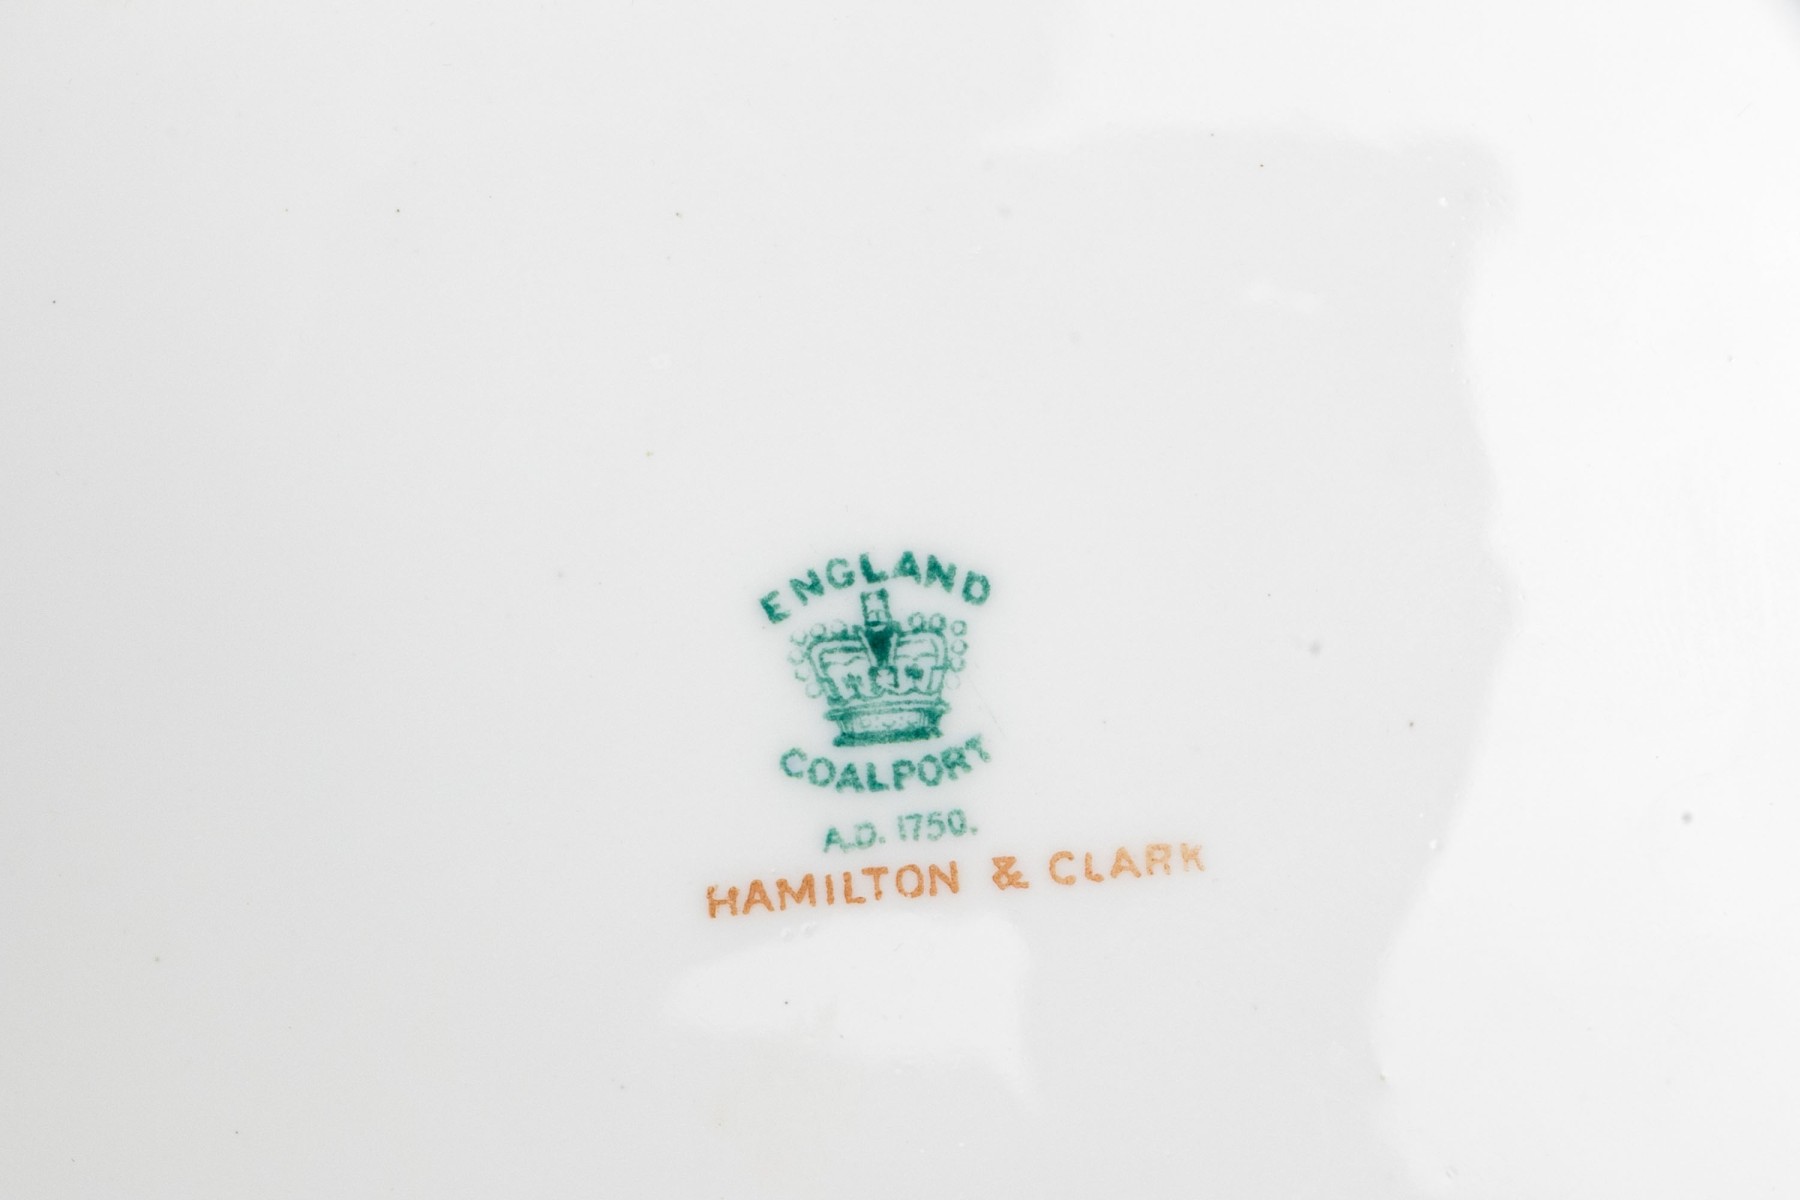 ENGLAND
COALPORT
A.D. 1750.
HAMILTON & CLARK